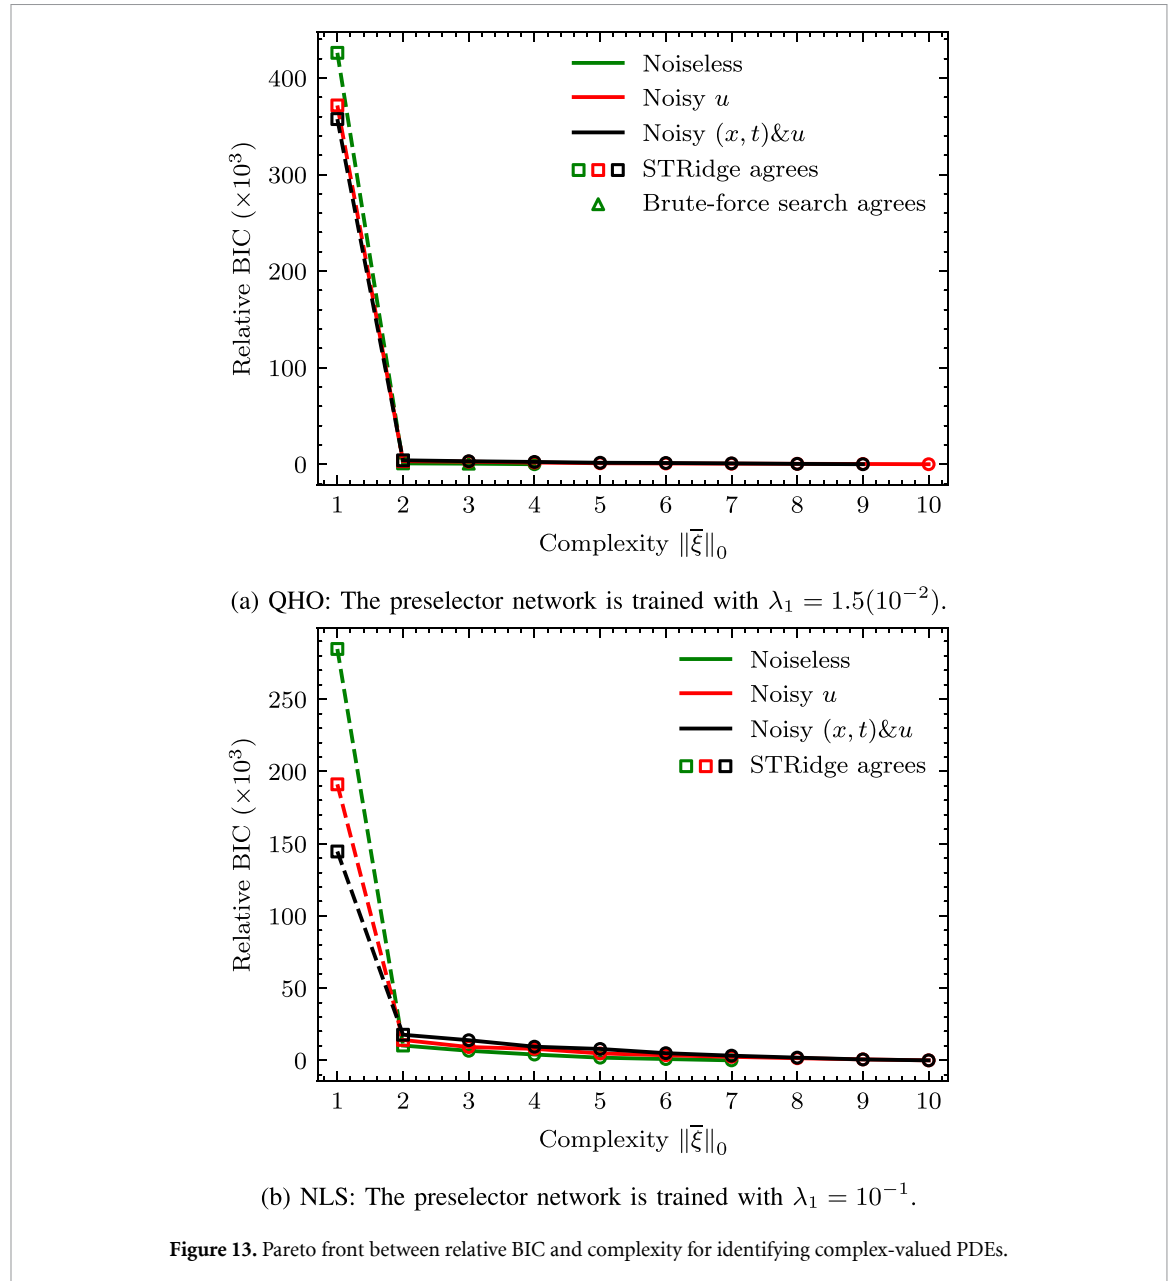 Noiseless
Noisy u
Noisy (x, t)&u
STRidge agrees
Brute-force search agrees
400
300
200
100
0
Relative BIC (×10³)
1 2 3 4 5 6 7 8 9 10
Complexity ‖ξ̅‖₀
(a) QHO: The preselector network is trained with λ₁ = 1.5(10⁻²).
Noiseless
Noisy u
Noisy (x, t)&u
STRidge agrees
250
200
150
100
50
0
Relative BIC (×10³)
1 2 3 4 5 6 7 8 9 10
Complexity ‖ξ̅‖₀
(b) NLS: The preselector network is trained with λ₁ = 10⁻¹.
Figure 13. Pareto front between relative BIC and complexity for identifying complex-valued PDEs.